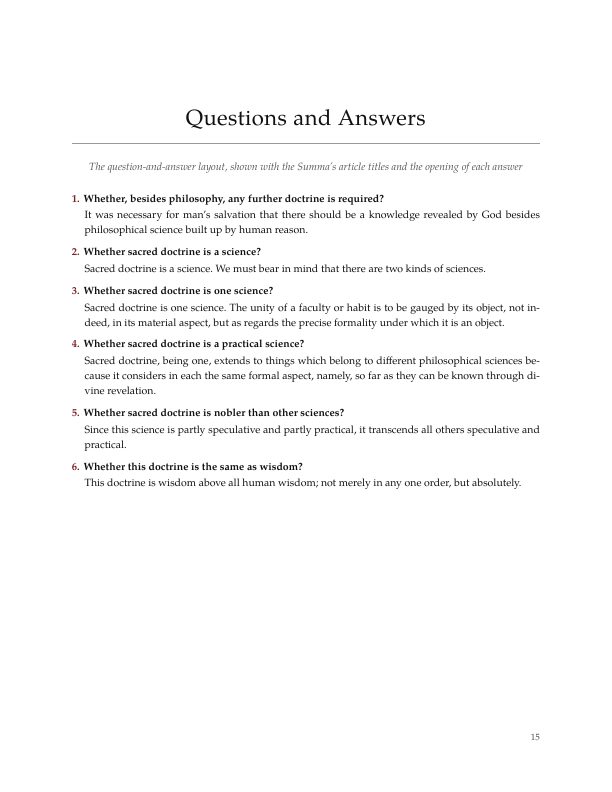 Questions and Answers
The question-and-answer layout, shown with the Summa's article titles and the opening of each answer
1. Whether, besides philosophy, any further doctrine is required?
It was necessary for man's salvation that there should be a knowledge revealed by God besides
philosophical science built up by human reason.
2. Whether sacred doctrine is a science?
Sacred doctrine is a science. We must bear in mind that there are two kinds of sciences.
3. Whether sacred doctrine is one science?
Sacred doctrine is one science. The unity of a faculty or habit is to be gauged by its object, not in-
deed, in its material aspect, but as regards the precise formality under which it is an object.
4. Whether sacred doctrine is a practical science?
Sacred doctrine, being one, extends to things which belong to different philosophical sciences be-
cause it considers in each the same formal aspect, namely, so far as they can be known through di-
vine revelation.
5. Whether sacred doctrine is nobler than other sciences?
Since this science is partly speculative and partly practical, it transcends all others speculative and
practical.
6. Whether this doctrine is the same as wisdom?
This doctrine is wisdom above all human wisdom; not merely in any one order, but absolutely.
15